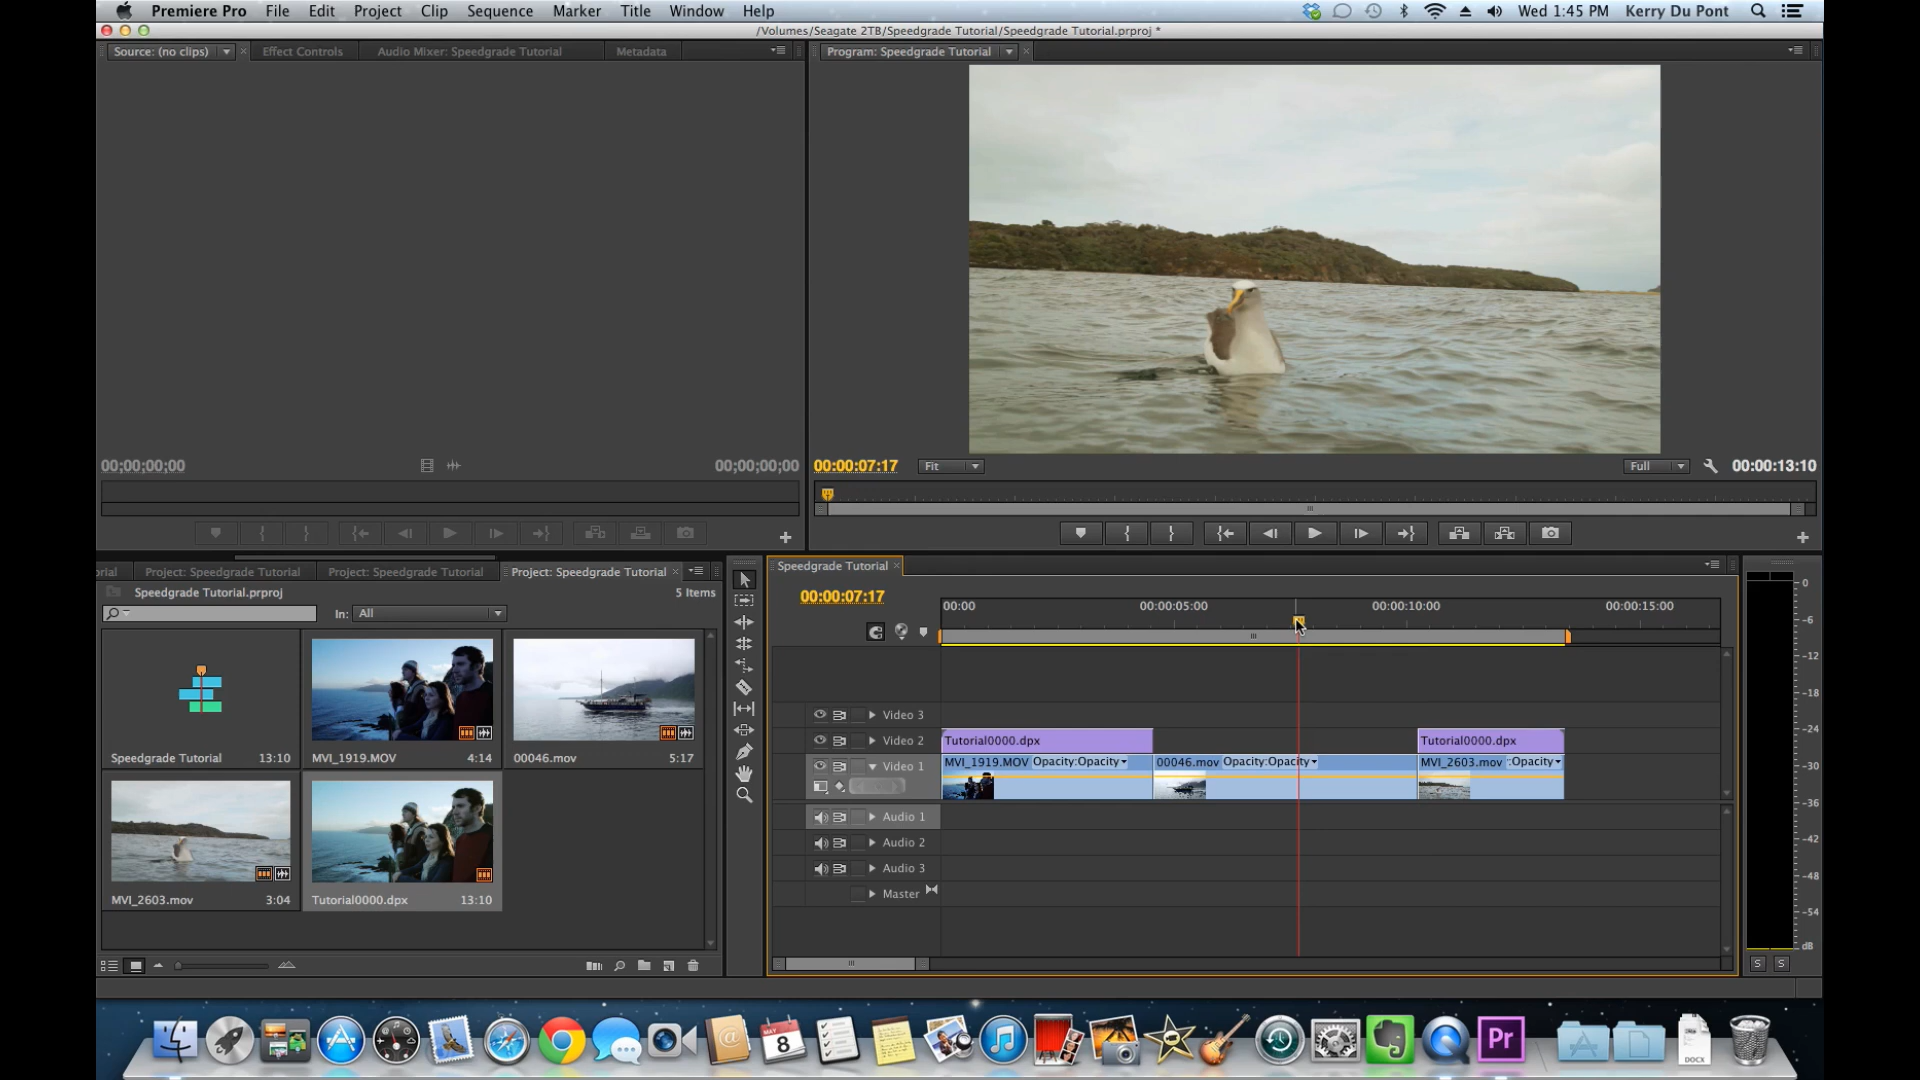 Premiere Pro File Edit Project Clip Sequence Marker Title Window Help Wed 1:45 PM Kerry Du Pont
/Volumes/Seagate 2TB/Speedgrade Tutorial/Speedgrade Tutorial.prproj *
Source: (no clips) Effect Controls Audio Mixer: Speedgrade Tutorial Metadata
Program: Speedgrade Tutorial
00;00;00;00 00;00;00;00
00:00:07:17 Fit Full 00:00:13:10
rial Project: Speedgrade Tutorial Project: Speedgrade Tutorial Project: Speedgrade Tutorial
Speedgrade Tutorial.prproj 5 Items
In: All
Speedgrade Tutorial 13:10
MVI_1919.MOV 4:14
00046.mov 5:17
MVI_2603.mov 3:04
Tutorial0000.dpx 13:10
Speedgrade Tutorial
00:00:07:17
00:00 00:00:05:00 00:00:10:00 00:00:15:00
Video 3
Video 2 Tutorial0000.dpx Tutorial0000.dpx
Video 1 MVI_1919.MOV Opacity:Opacity 00046.mov Opacity:Opacity MVI_2603.mov :Opacity
Audio 1
Audio 2
Audio 3
Master
0
-6
-12
-18
-24
-30
-36
-42
-48
-54
dB
S S
MAY
8
Pr
DOCX